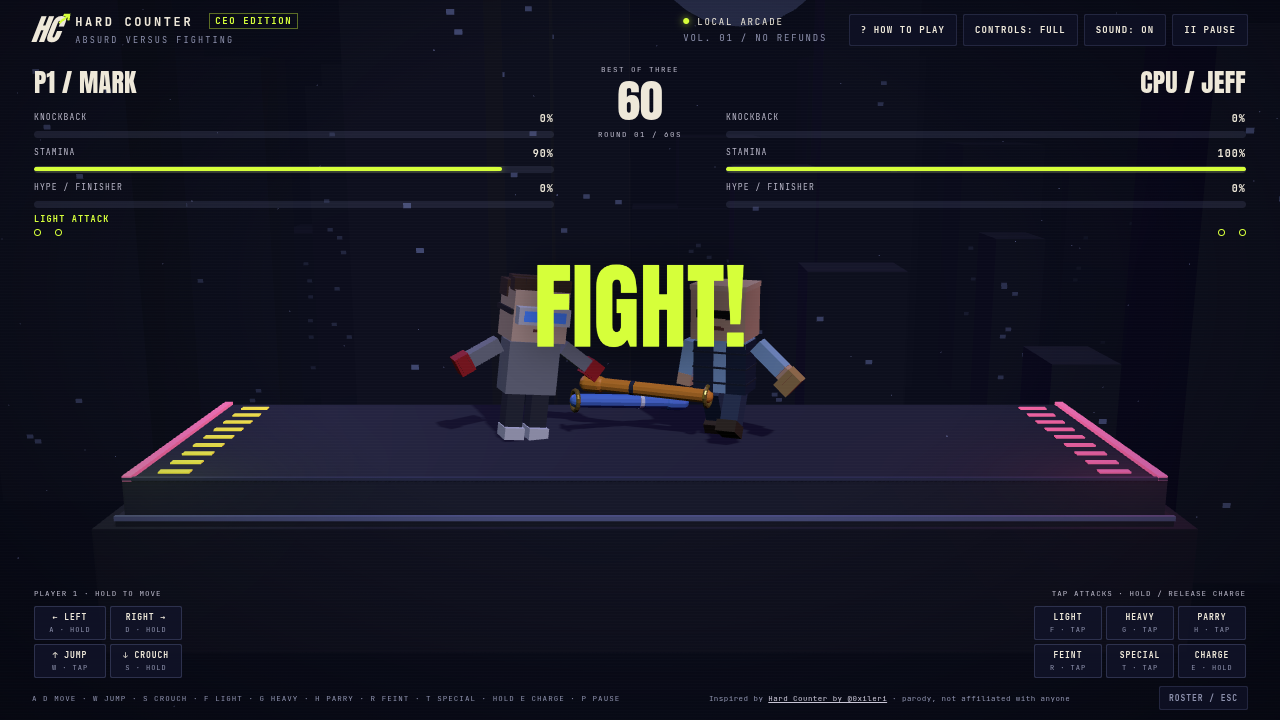 HC HARD COUNTER CEO EDITION
ABSURD VERSUS FIGHTING
LOCAL ARCADE
VOL. 01 / NO REFUNDS
? HOW TO PLAY
CONTROLS: FULL
SOUND: ON
II PAUSE
P1 / MARK
BEST OF THREE
60
ROUND 01 / 60S
CPU / JEFF
KNOCKBACK 0%
STAMINA 90%
HYPE / FINISHER 0%
LIGHT ATTACK
KNOCKBACK 0%
STAMINA 100%
HYPE / FINISHER 0%
FIGHT!
PLAYER 1 · HOLD TO MOVE
← LEFT
A · HOLD
RIGHT →
D · HOLD
↑ JUMP
W · TAP
↓ CROUCH
S · HOLD
TAP ATTACKS · HOLD / RELEASE CHARGE
LIGHT
F · TAP
HEAVY
G · TAP
PARRY
H · TAP
FEINT
R · TAP
SPECIAL
T · TAP
CHARGE
E · HOLD
A D MOVE · W JUMP · S CROUCH · F LIGHT · G HEAVY · H PARRY · R FEINT · T SPECIAL · HOLD E CHARGE · P PAUSE
Inspired by Hard Counter by @0xileri · parody, not affiliated with anyone
ROSTER / ESC